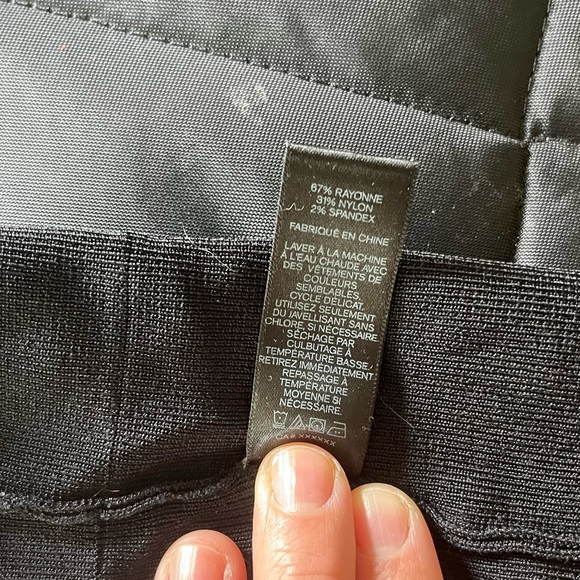 67% RAYONNE
31% NYLON
2% SPANDEX
FABRIQUÉ EN CHINE
LAVER À LA MACHINE
À L'EAU CHAUDE AVEC
DES VÊTEMENTS DE
COULEURS
SEMBLABLES.
CYCLE DÉLICAT.
UTILISEZ SEULEMENT
DU JAVELLISANT SANS
CHLORE, SI NÉCESSAIRE.
SÉCHAGE PAR
CULBUTAGE À
TEMPÉRATURE BASSE.
RETIREZ IMMÉDIATEMENT.
REPASSAGE À
TEMPÉRATURE
MOYENNE SI
NÉCESSAIRE.
CA# XXXXXX